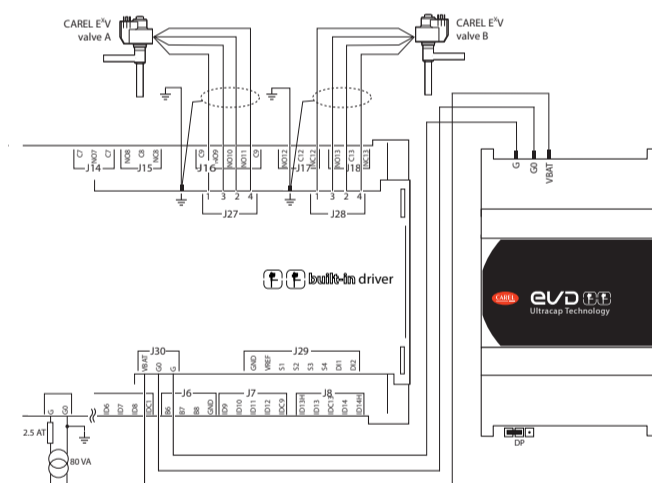 CAREL EˣV
valve A
CAREL EˣV
valve B
C7
NO7
C7
J14
NO8
C8
NC8
J15
C9
NO9
NO10
NO11
C9
J16
NO12
C12
NC12
J17
NO13
C13
NC13
J18
1 3 2 4
J27
1 3 2 4
J28
G
G0
VBAT
built-in driver
CAREL
evd
Ultracap Technology
J30
VBAT
G0
G
J29
GND
VREF
S1
S2
S3
S4
DI1
DI2
G
G0
ID6
ID7
ID8
IDC1
J6
B6
B7
B8
GND
J7
ID9
ID10
ID11
ID12
IDC9
J8
ID13H
ID13
IDC13
ID14
ID14H
2.5 AT
80 VA
DP